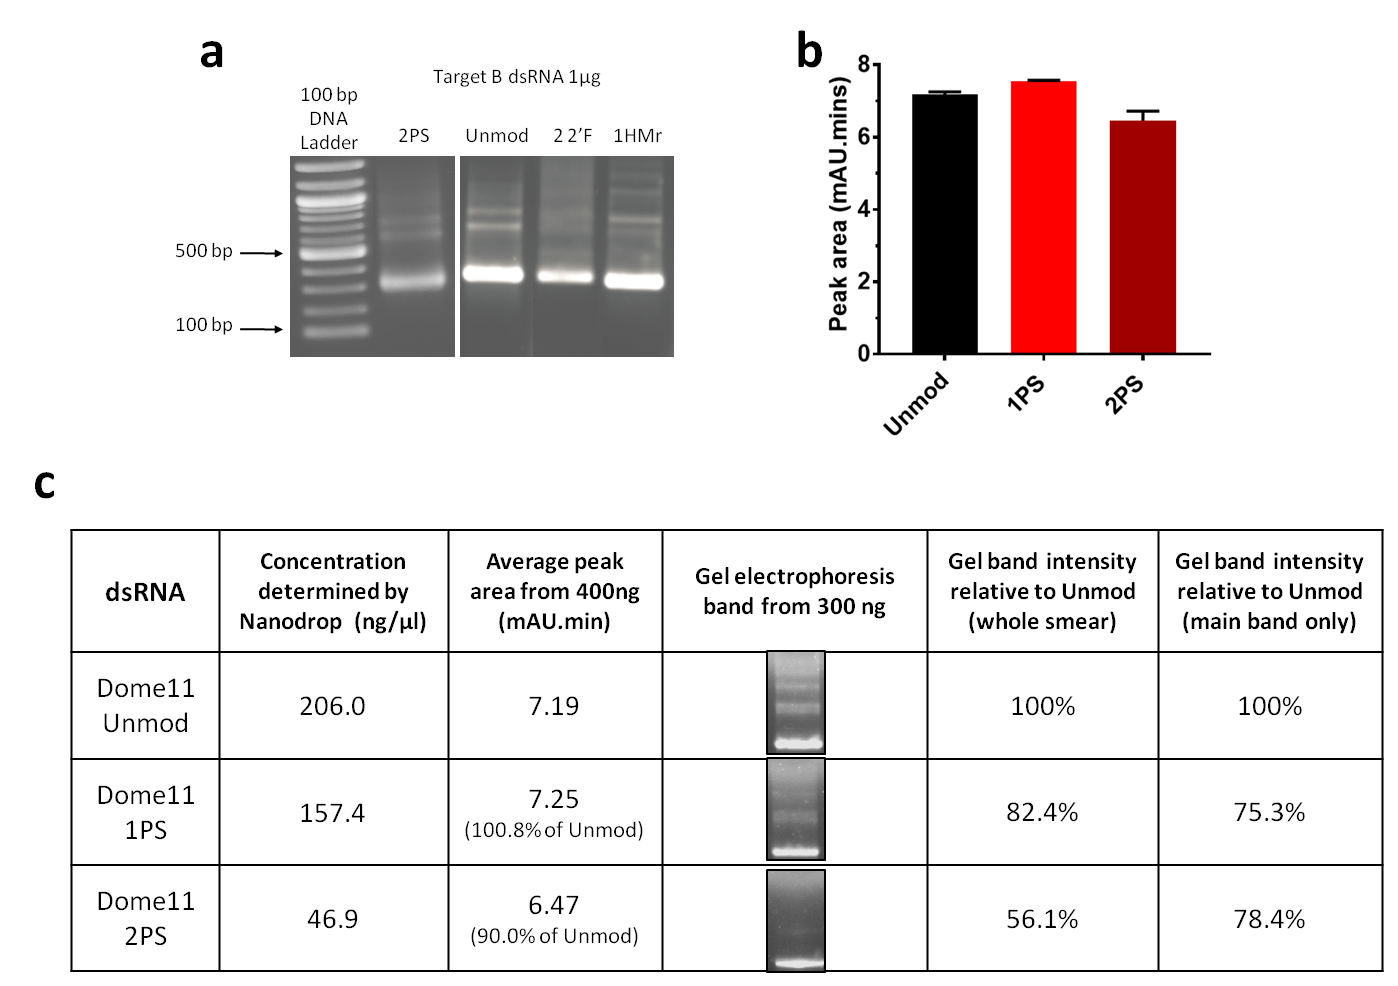 a
Target B dsRNA 1µg
100 bp
DNA
Ladder
2PS
Unmod
2 2’F
1HMr
500 bp
100 bp
b
Peak area (mAU.mins)
8
6
4
2
0
Unmod
1PS
2PS
c
dsRNA
Concentration
determined by
Nanodrop (ng/µl)
Average peak
area from 400ng
(mAU.min)
Gel electrophoresis
band from 300 ng
Gel band intensity
relative to Unmod
(whole smear)
Gel band intensity
relative to Unmod
(main band only)
Dome11
Unmod
206.0
7.19
100%
100%
Dome11
1PS
157.4
7.25
(100.8% of Unmod)
82.4%
75.3%
Dome11
2PS
46.9
6.47
(90.0% of Unmod)
56.1%
78.4%